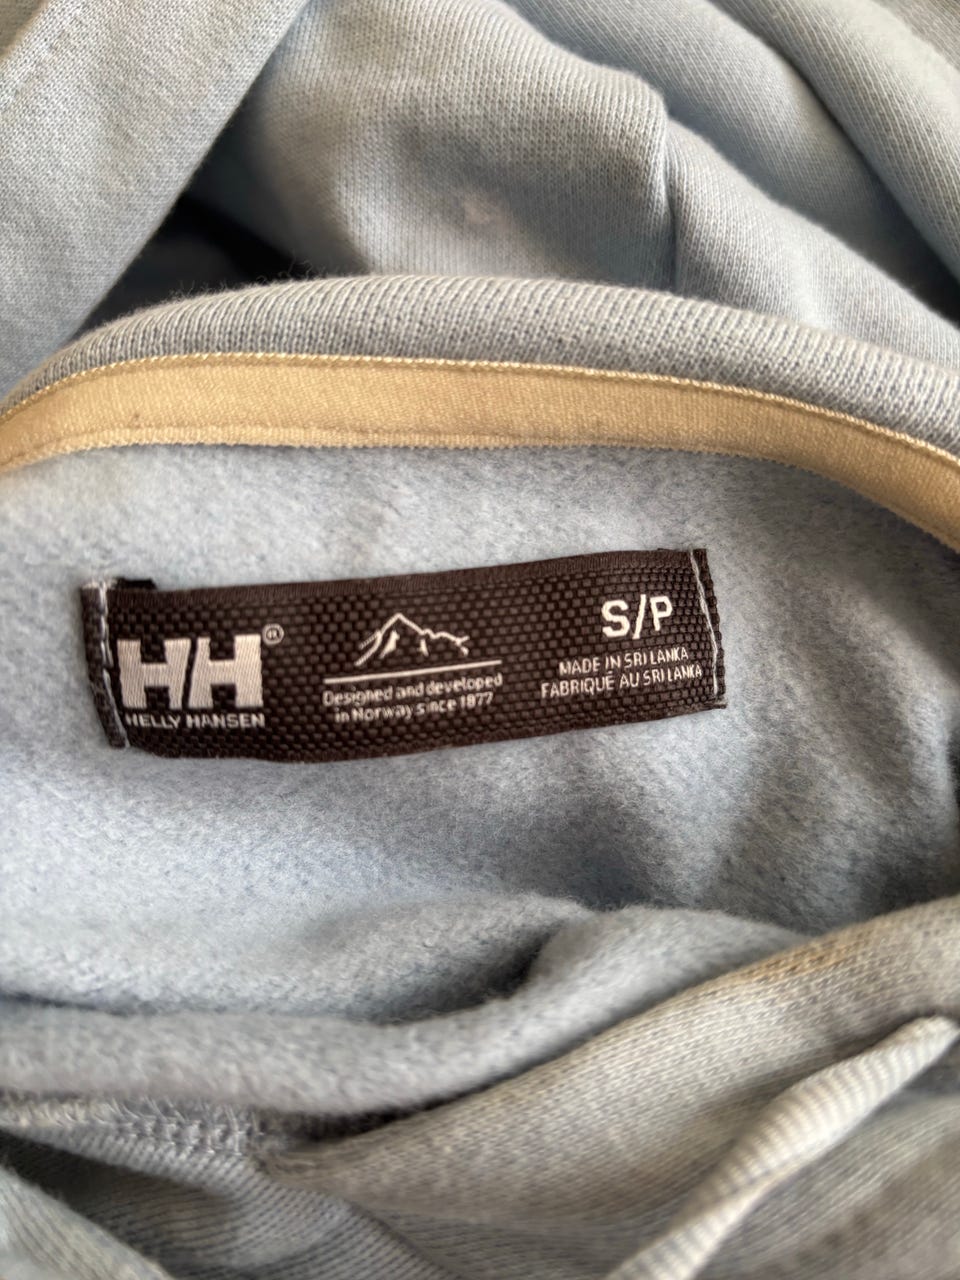 HH®
HELLY HANSEN
Designed and developed
in Norway since 1877
S/P
MADE IN SRI LANKA
FABRIQUÉ AU SRI LANKA